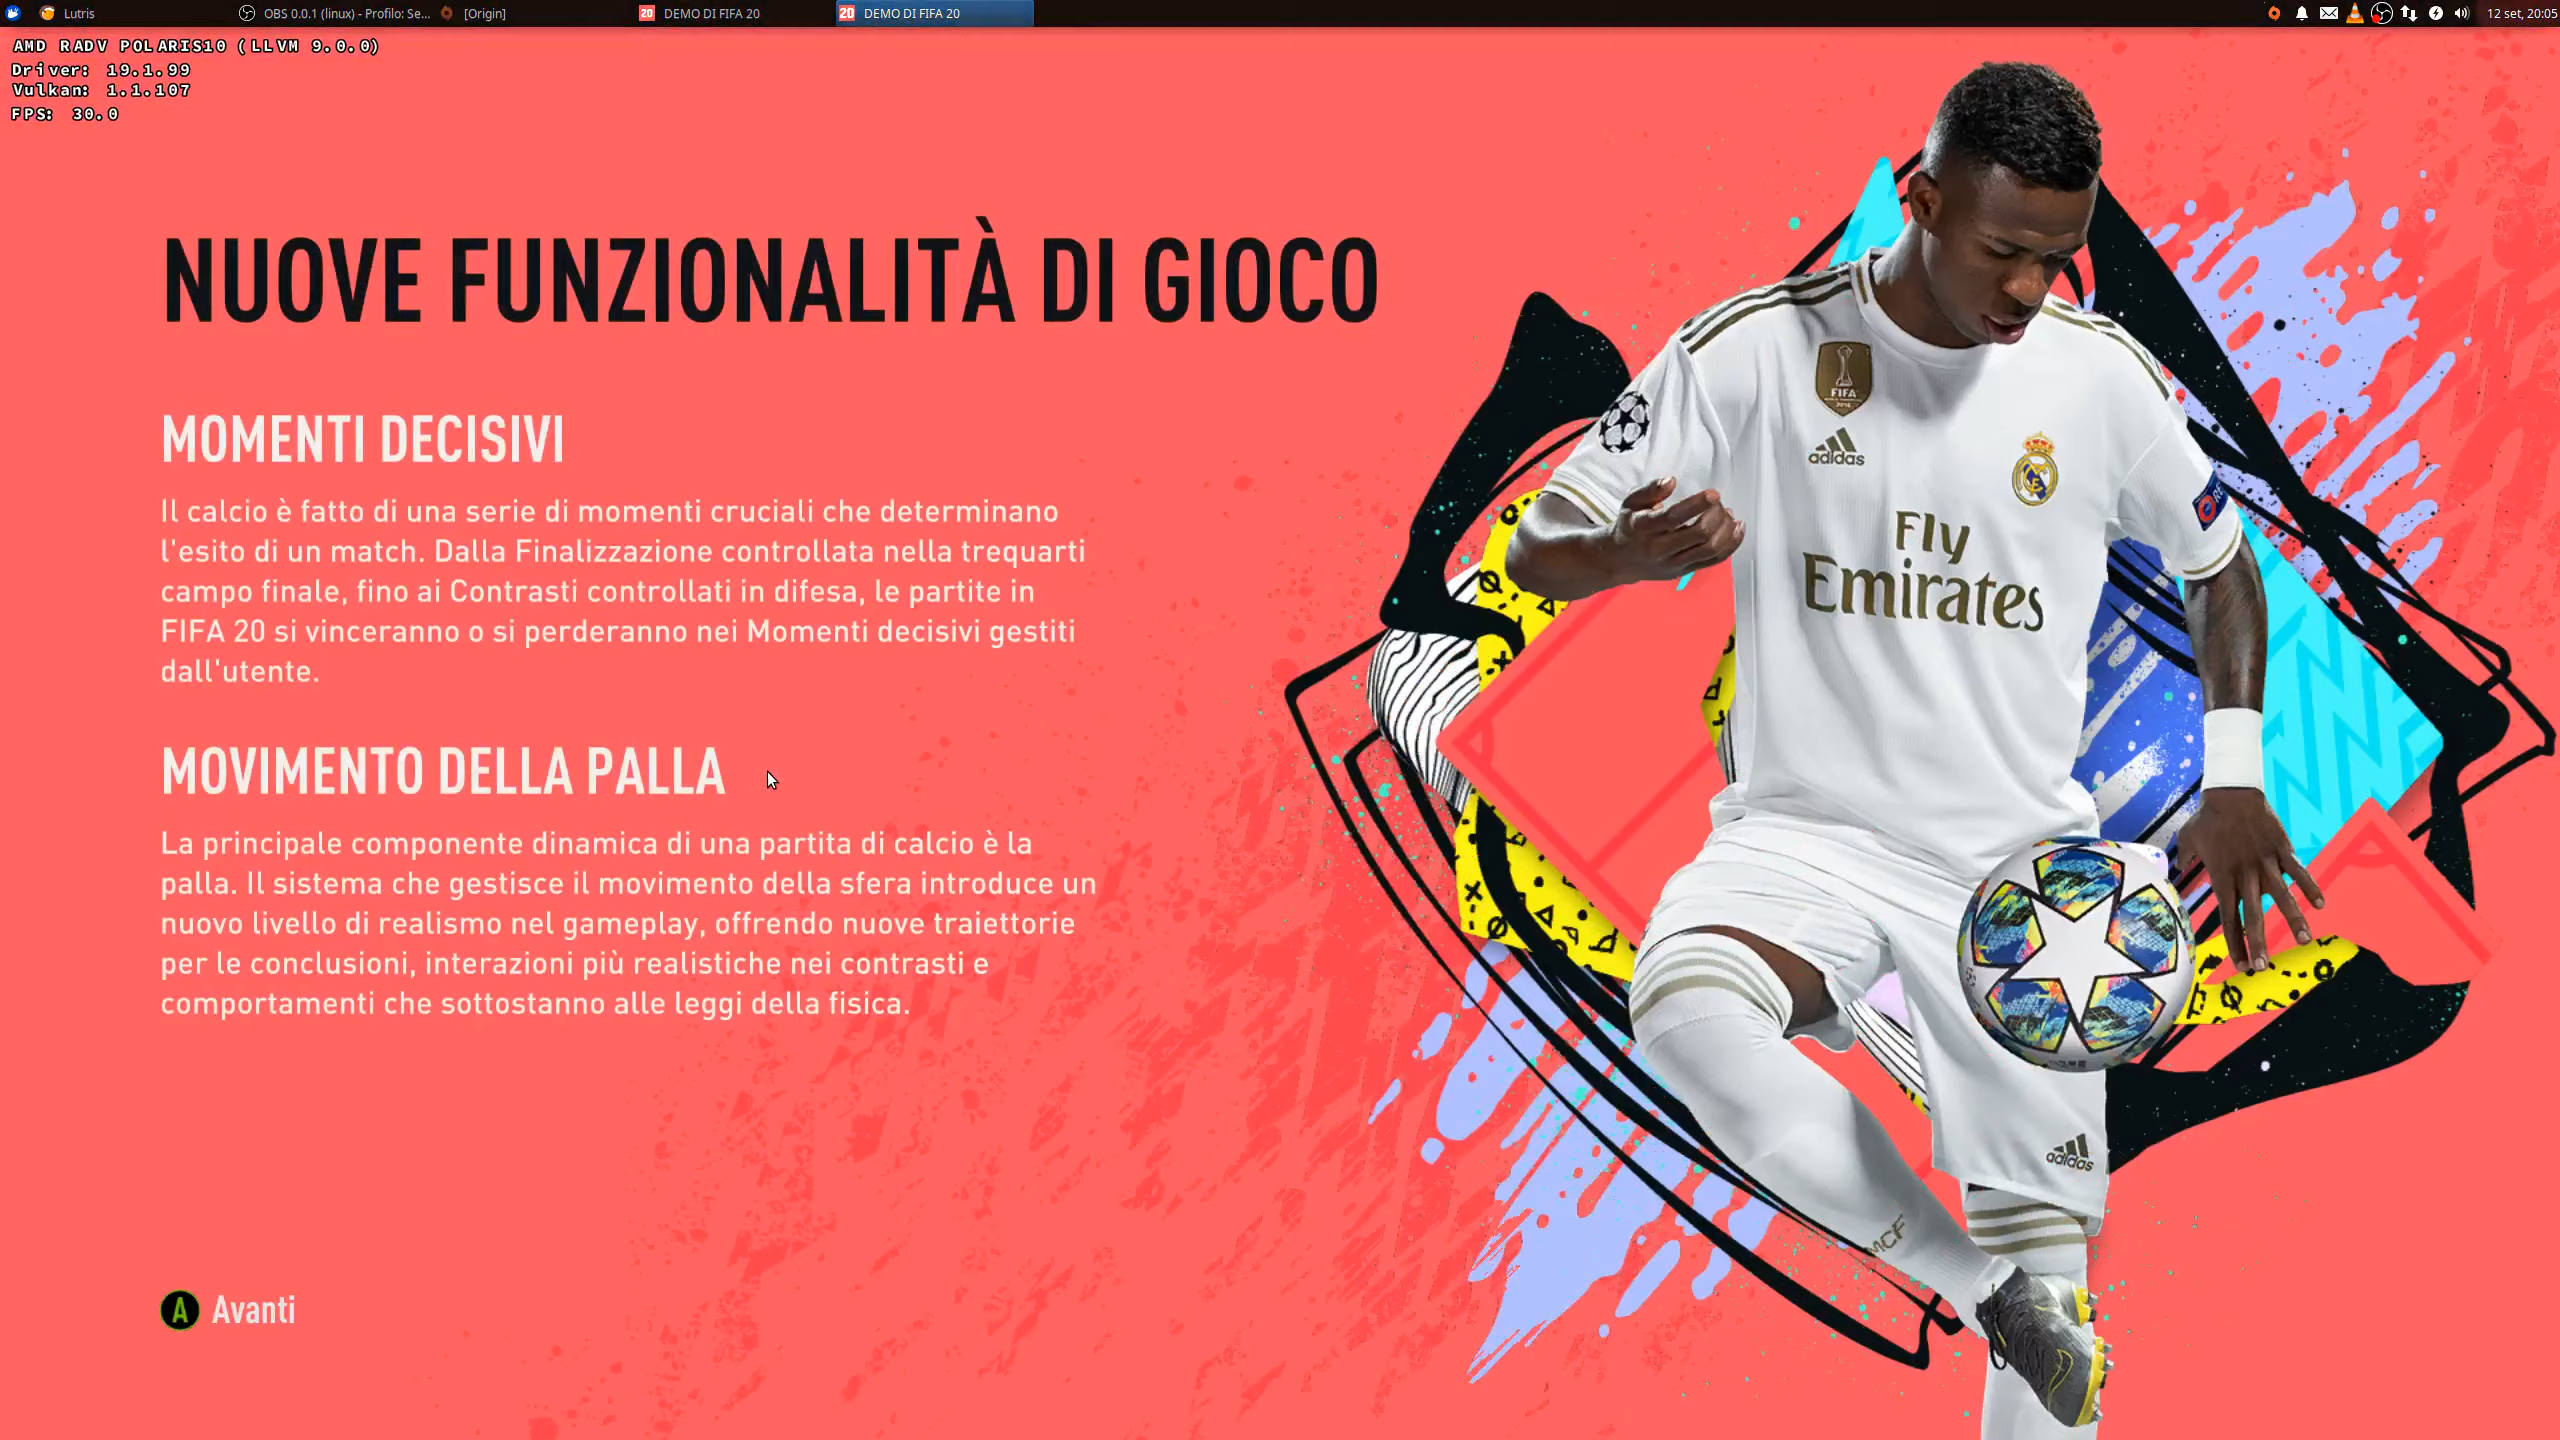 Lutris
OBS 0.0.1 (linux) - Profilo: Se...
[Origin]
20 DEMO DI FIFA 20
20 DEMO DI FIFA 20
12 set, 20:05
AMD RADV POLARIS10 (LLVM 9.0.0)
Driver: 19.1.99
Vulkan: 1.1.107
FPS: 30.0
NUOVE FUNZIONALITÀ DI GIOCO
MOMENTI DECISIVI
Il calcio è fatto di una serie di momenti cruciali che determinano
l'esito di un match. Dalla Finalizzazione controllata nella trequarti
campo finale, fino ai Contrasti controllati in difesa, le partite in
FIFA 20 si vinceranno o si perderanno nei Momenti decisivi gestiti
dall'utente.
MOVIMENTO DELLA PALLA
La principale componente dinamica di una partita di calcio è la
palla. Il sistema che gestisce il movimento della sfera introduce un
nuovo livello di realismo nel gameplay, offrendo nuove traiettorie
per le conclusioni, interazioni più realistiche nei contrasti e
comportamenti che sottostanno alle leggi della fisica.
A Avanti
FIFA
adidas
RE
Fly
Emirates
adidas
MCF